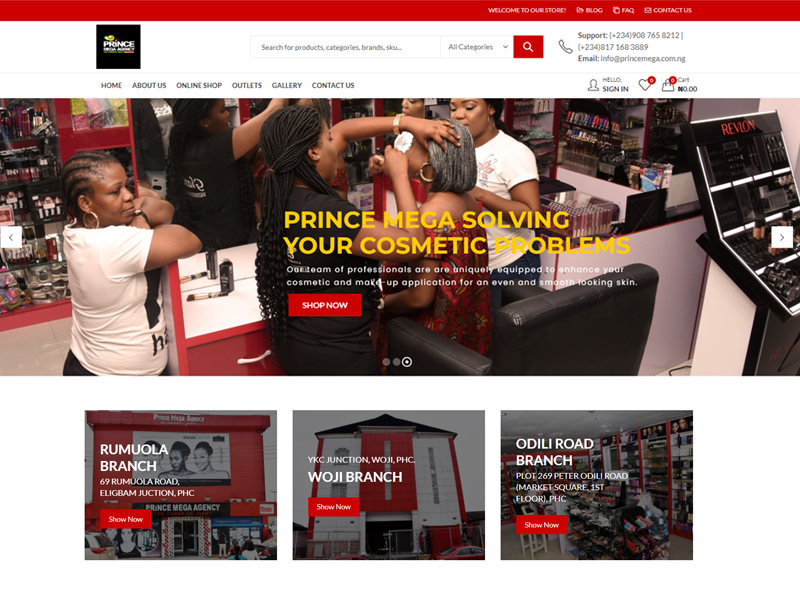 WELCOME TO OUR STORE!
BLOG
FAQ
CONTACT US
PRINCE
MEGA AGENCY
Search for products, categories, brands, sku...
All Categories
Support: (+234)908 765 8212 |
(+234)817 168 3889
Email: info@princemega.com.ng
HOME
ABOUT US
ONLINE SHOP
OUTLETS
GALLERY
CONTACT US
HELLO,
SIGN IN
0
0
Cart
₦0.00
REVLON
PRINCE MEGA SOLVING
YOUR COSMETIC PROBLEMS
Our team of professionals are are uniquely equipped to enhance your
cosmetic and make-up application for an even and smooth looking skin.
SHOP NOW
Prince Mega Agency
RUMUOLA
BRANCH
69 RUMUOLA ROAD,
ELIGBAM JUCTION, PHC
PRINCE MEGA AGENCY
Show Now
YKC JUNCTION, WOJI, PHC.
WOJI BRANCH
Show Now
ODILI ROAD
BRANCH
PLOT 269 PETER ODILI ROAD
(MARKET SQUARE, 1ST
FLOOR), PHC
Show Now